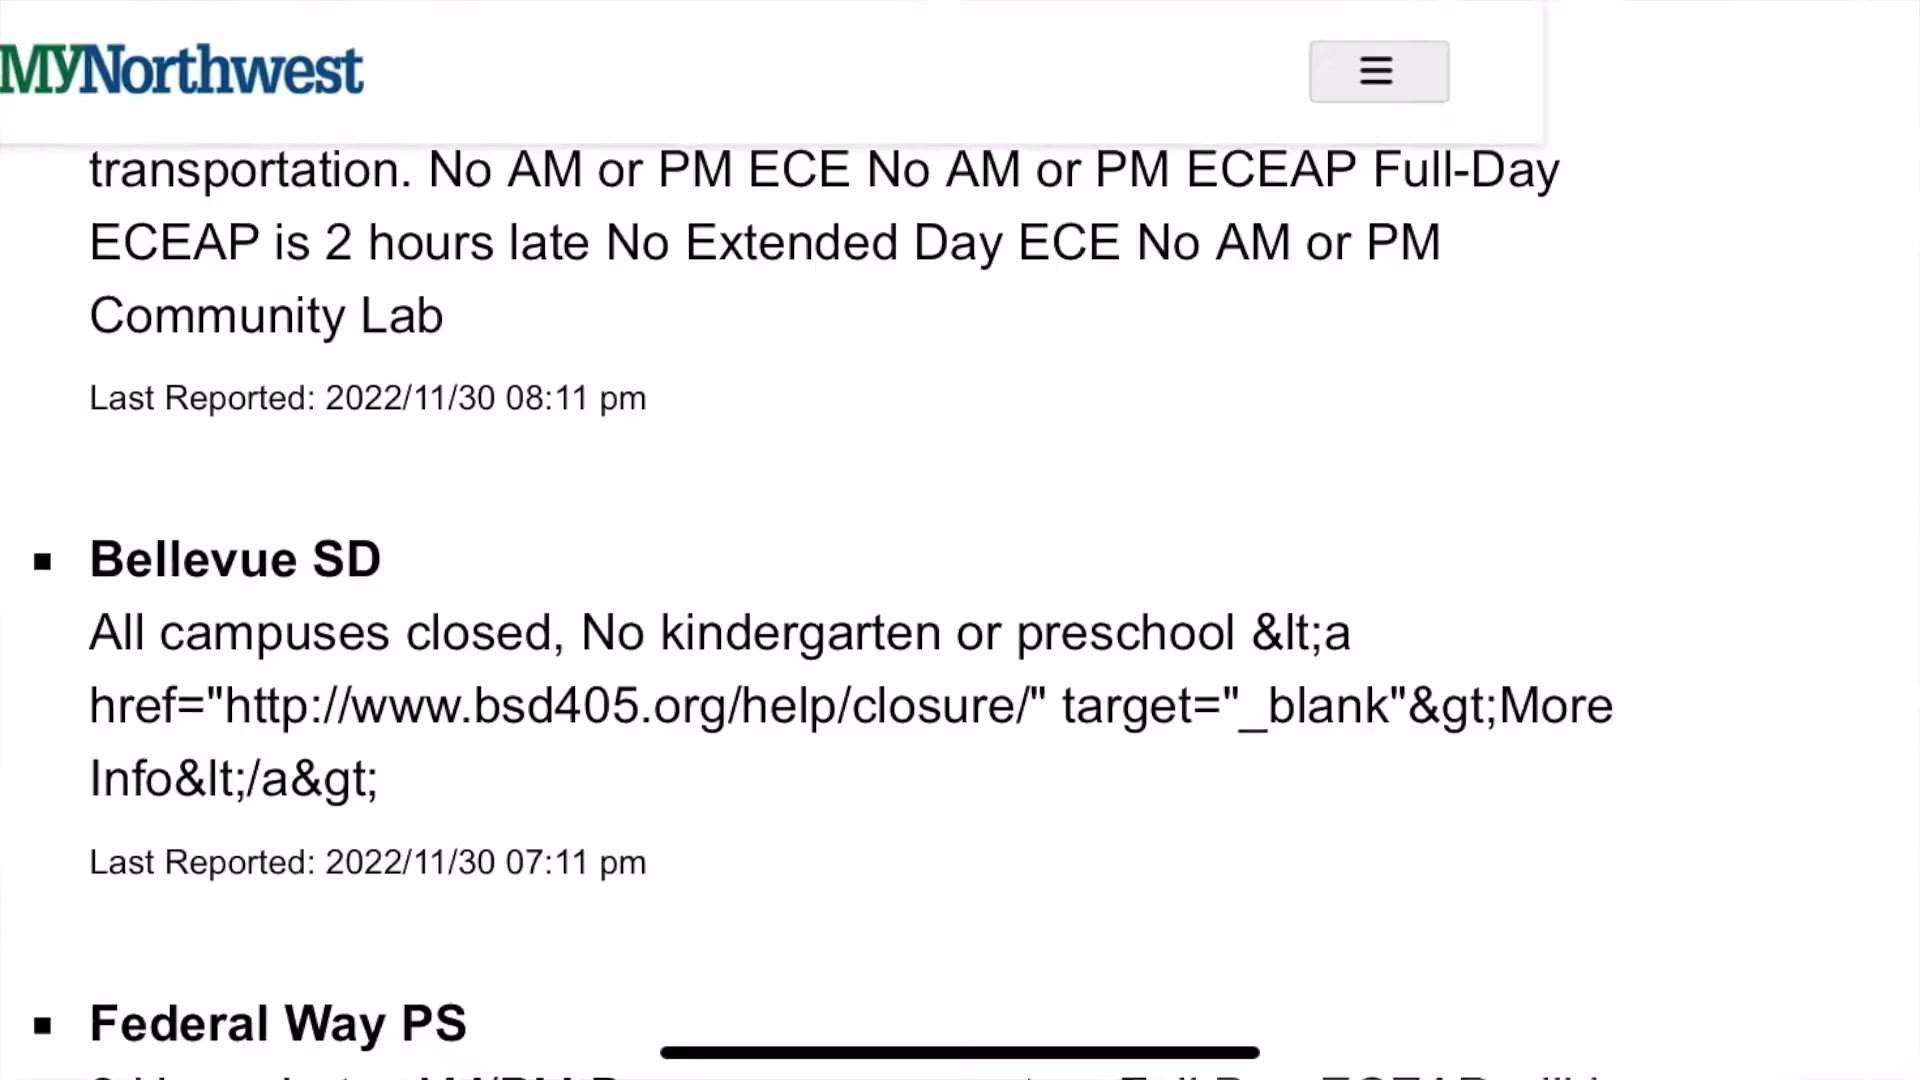 MyNorthwest
transportation. No AM or PM ECE No AM or PM ECEAP Full-Day
ECEAP is 2 hours late No Extended Day ECE No AM or PM
Community Lab
Last Reported: 2022/11/30 08:11 pm
Bellevue SD
All campuses closed, No kindergarten or preschool &lt;a
href="http://www.bsd405.org/help/closure/" target="_blank"&gt;More
Info&lt;/a&gt;
Last Reported: 2022/11/30 07:11 pm
Federal Way PS